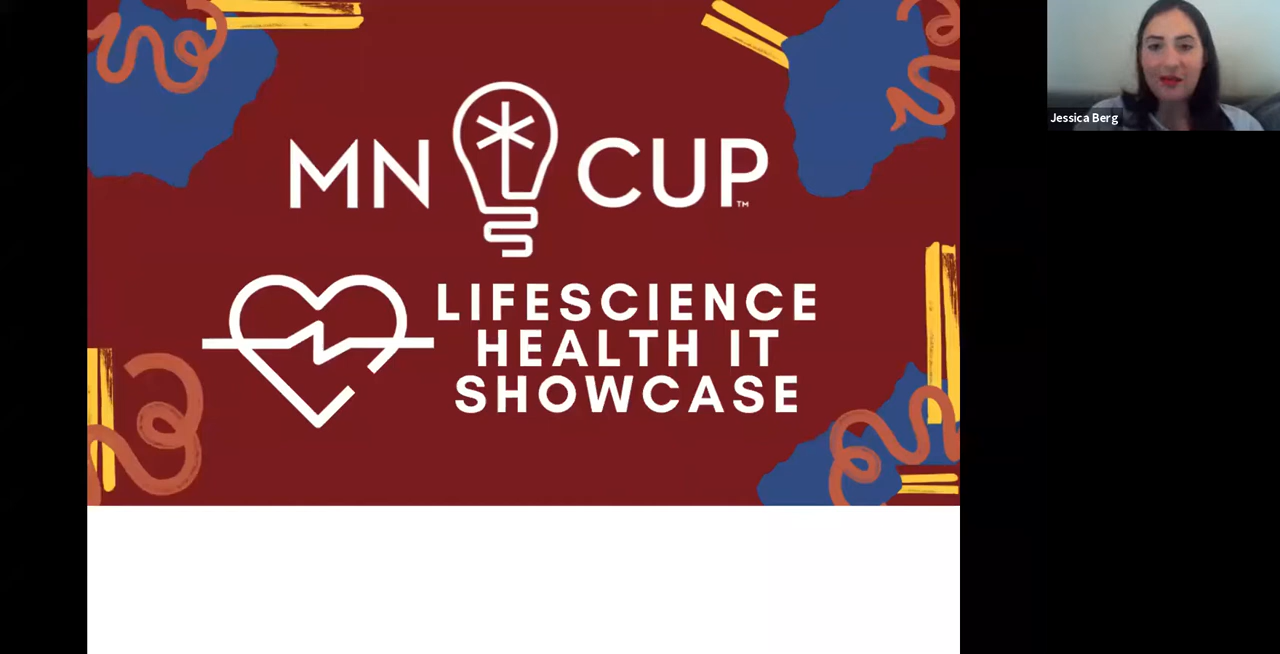 MN CUP™
LIFESCIENCE
HEALTH IT
SHOWCASE
Jessica Berg